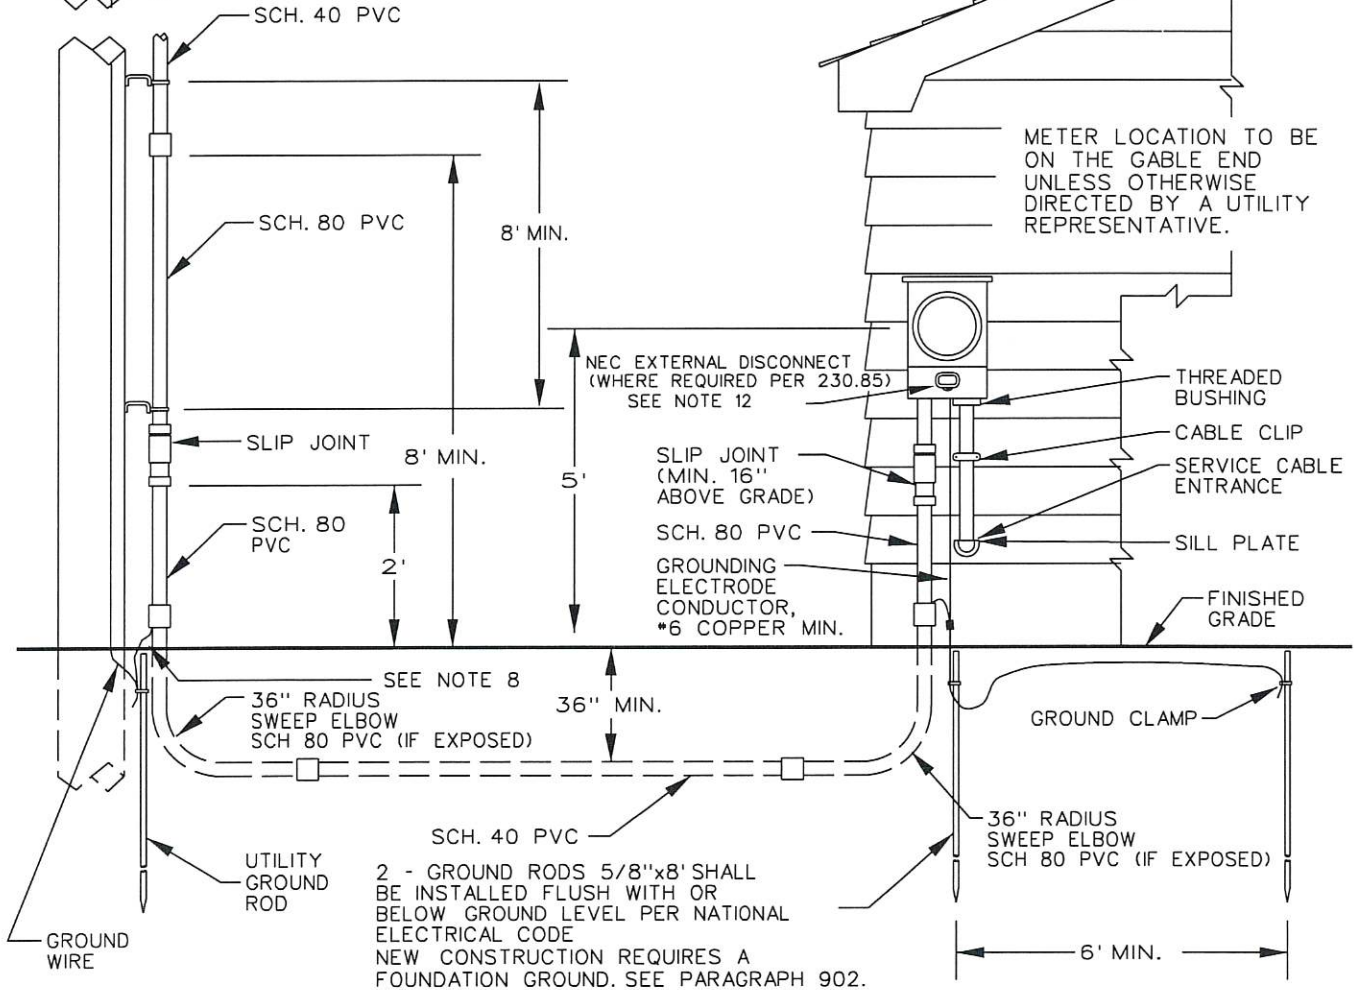 SCH. 40 PVC
METER LOCATION TO BE
ON THE GABLE END
UNLESS OTHERWISE
DIRECTED BY A UTILITY
REPRESENTATIVE.
SCH. 80 PVC
8' MIN.
NEC EXTERNAL DISCONNECT
(WHERE REQUIRED PER 230.85)
SEE NOTE 12
THREADED
BUSHING
SLIP JOINT
8' MIN.
5'
SLIP JOINT
(MIN. 16"
ABOVE GRADE)
CABLE CLIP
SERVICE CABLE
ENTRANCE
SCH. 80
PVC
2'
SCH. 80 PVC
SILL PLATE
GROUNDING
ELECTRODE
CONDUCTOR,
#6 COPPER MIN.
FINISHED
GRADE
SEE NOTE 8
36" RADIUS
SWEEP ELBOW
SCH 80 PVC (IF EXPOSED)
36" MIN.
GROUND CLAMP
SCH. 40 PVC
36" RADIUS
SWEEP ELBOW
SCH 80 PVC (IF EXPOSED)
UTILITY
GROUND
ROD
2 - GROUND RODS 5/8"x8' SHALL
BE INSTALLED FLUSH WITH OR
BELOW GROUND LEVEL PER NATIONAL
ELECTRICAL CODE
NEW CONSTRUCTION REQUIRES A
FOUNDATION GROUND. SEE PARAGRAPH 902.
GROUND
WIRE
6' MIN.